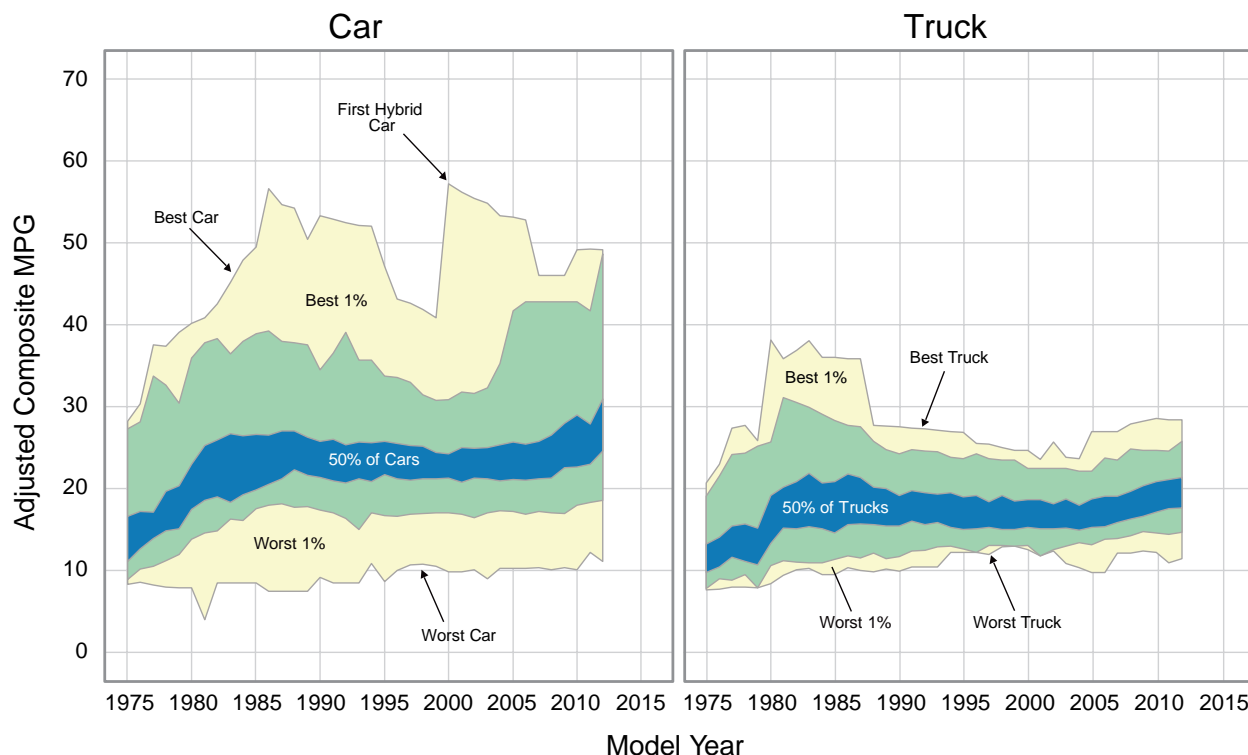 Car
Truck
Adjusted Composite MPG
70
60
50
40
30
20
10
0
First Hybrid
Car
Best Car
Best 1%
50% of Cars
Worst 1%
Worst Car
Best 1%
Best Truck
50% of Trucks
Worst 1%
Worst Truck
1975 1980 1985 1990 1995 2000 2005 2010 2015
1975 1980 1985 1990 1995 2000 2005 2010 2015
Model Year